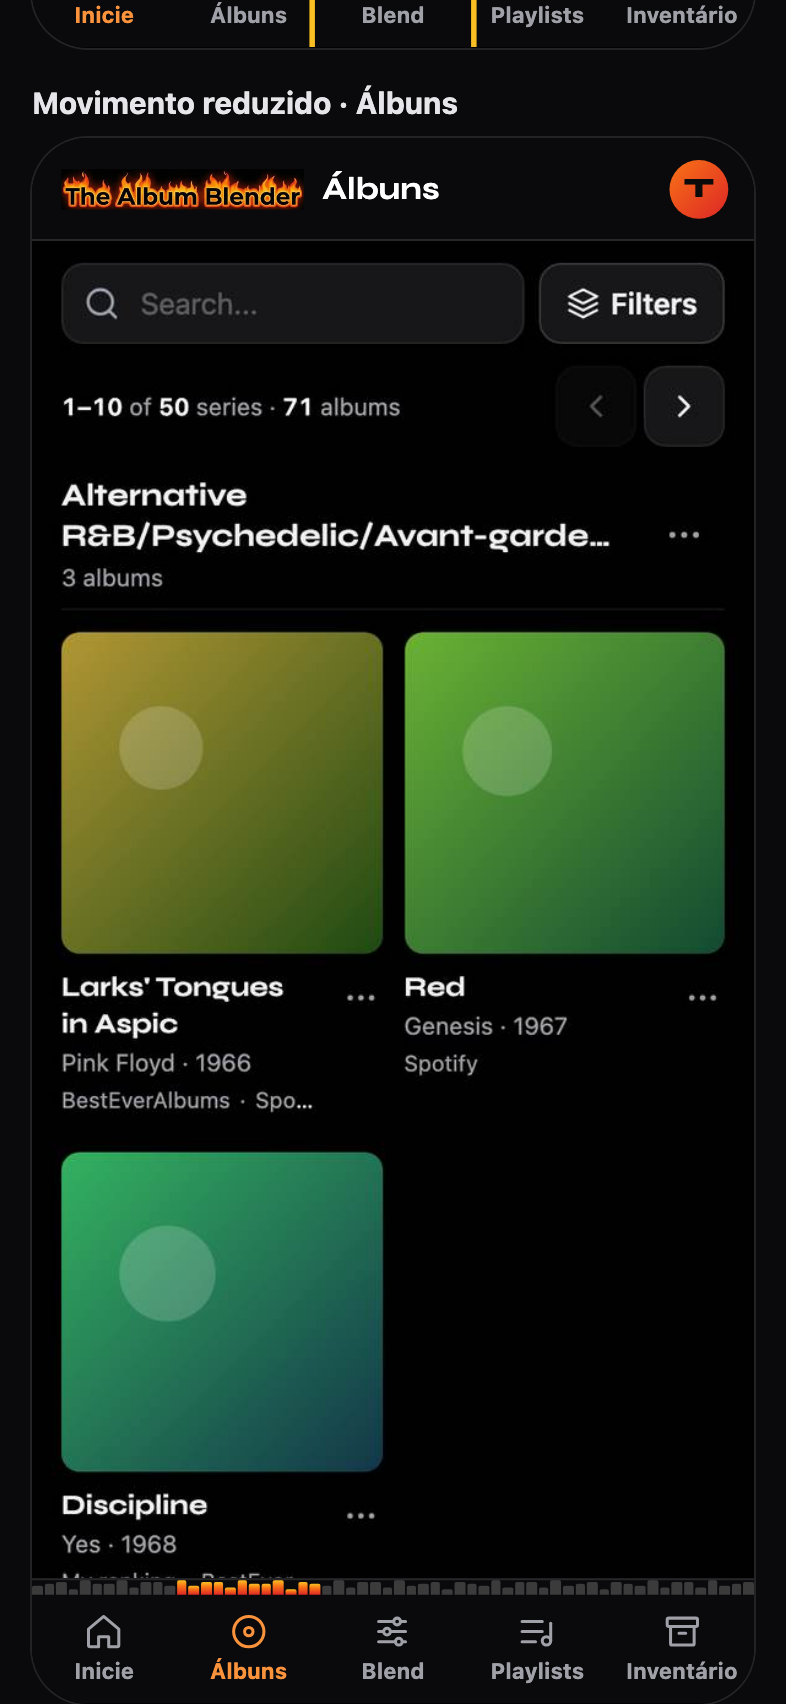 Inicie
Álbuns
Blend
Playlists
Inventário
Movimento reduzido · Álbuns
The Album Blender
Álbuns
T
Search...
Filters
1–10 of 50 series · 71 albums
Alternative
R&B/Psychedelic/Avant-garde...
3 albums
Larks' Tongues
in Aspic
Pink Floyd · 1966
BestEverAlbums · Spo...
Red
Genesis · 1967
Spotify
Discipline
Yes · 1968
Inicie
Álbuns
Blend
Playlists
Inventário